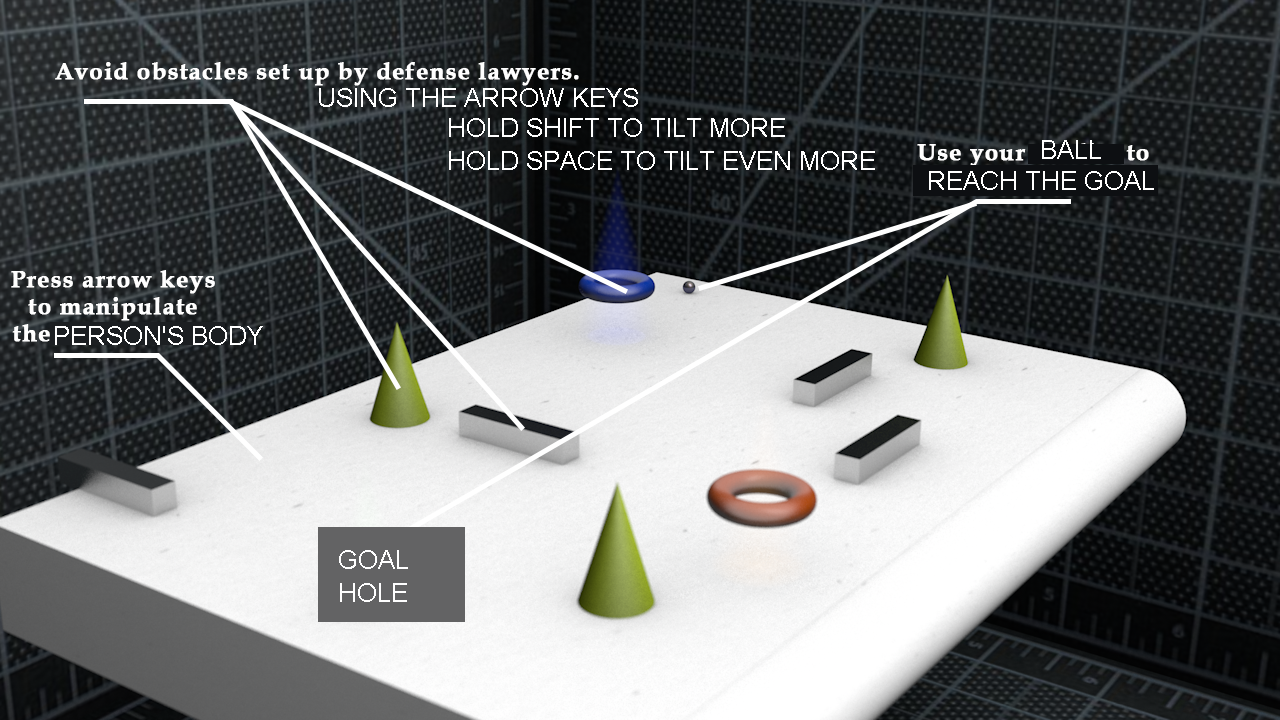 Avoid obstacles set up by defense lawyers.
USING THE ARROW KEYS
HOLD SHIFT TO TILT MORE
HOLD SPACE TO TILT EVEN MORE
Use your BALL to
REACH THE GOAL
Press arrow keys
to manipulate
the PERSON'S BODY
GOAL
HOLE